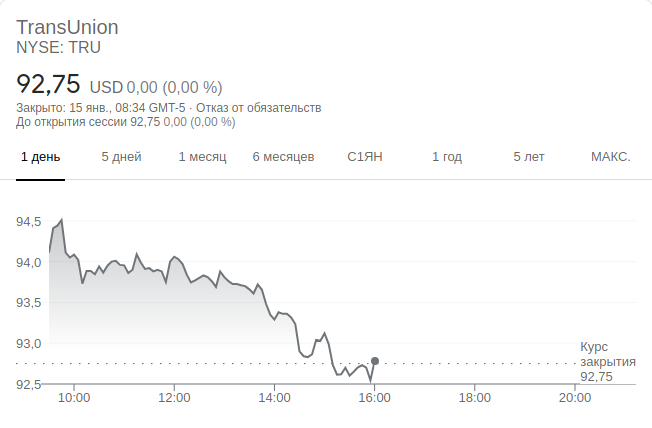 TransUnion
NYSE: TRU
92,75 USD 0,00 (0,00 %)
Закрыто: 15 янв., 08:34 GMT-5 · Отказ от обязательств
До открытия сессии 92,75 0,00 (0,00 %)
1 день 5 дней 1 месяц 6 месяцев С1ЯН 1 год 5 лет МАКС.
94,5
94,0
93,5
93,0
92,5
Курс
закрытия
92,75
10:00 12:00 14:00 16:00 18:00 20:00